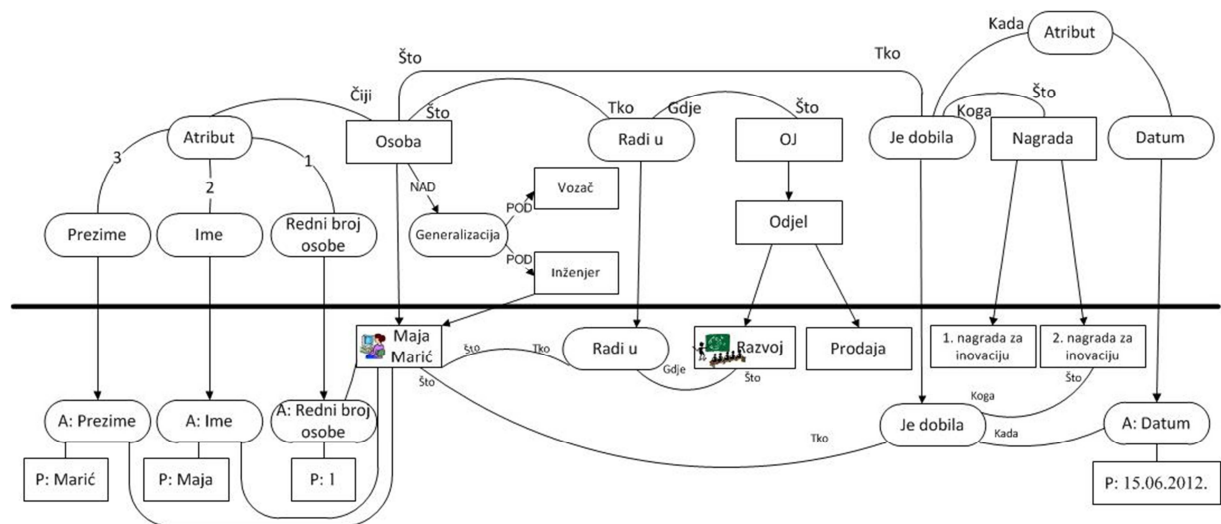 Kada
Atribut
Što
Tko
Čiji
Što
Tko
Gdje
Što
Koga
Što
Atribut
Osoba
Radi u
OJ
Je dobila
Nagrada
Datum
3
2
1
NAD
POD
Vozač
Prezime
Ime
Redni broj
osobe
Generalizacija
Odjel
POD
Inženjer
Maja
Marić
Što
Tko
Radi u
Gdje
Razvoj
Što
Prodaja
1. nagrada za
inovaciju
2. nagrada za
inovaciju
Što
Što
Koga
A: Prezime
A: Ime
A: Redni broj
osobe
Tko
Je dobila
Kada
A: Datum
P: Marić
P: Maja
P: 1
P: 15.06.2012.